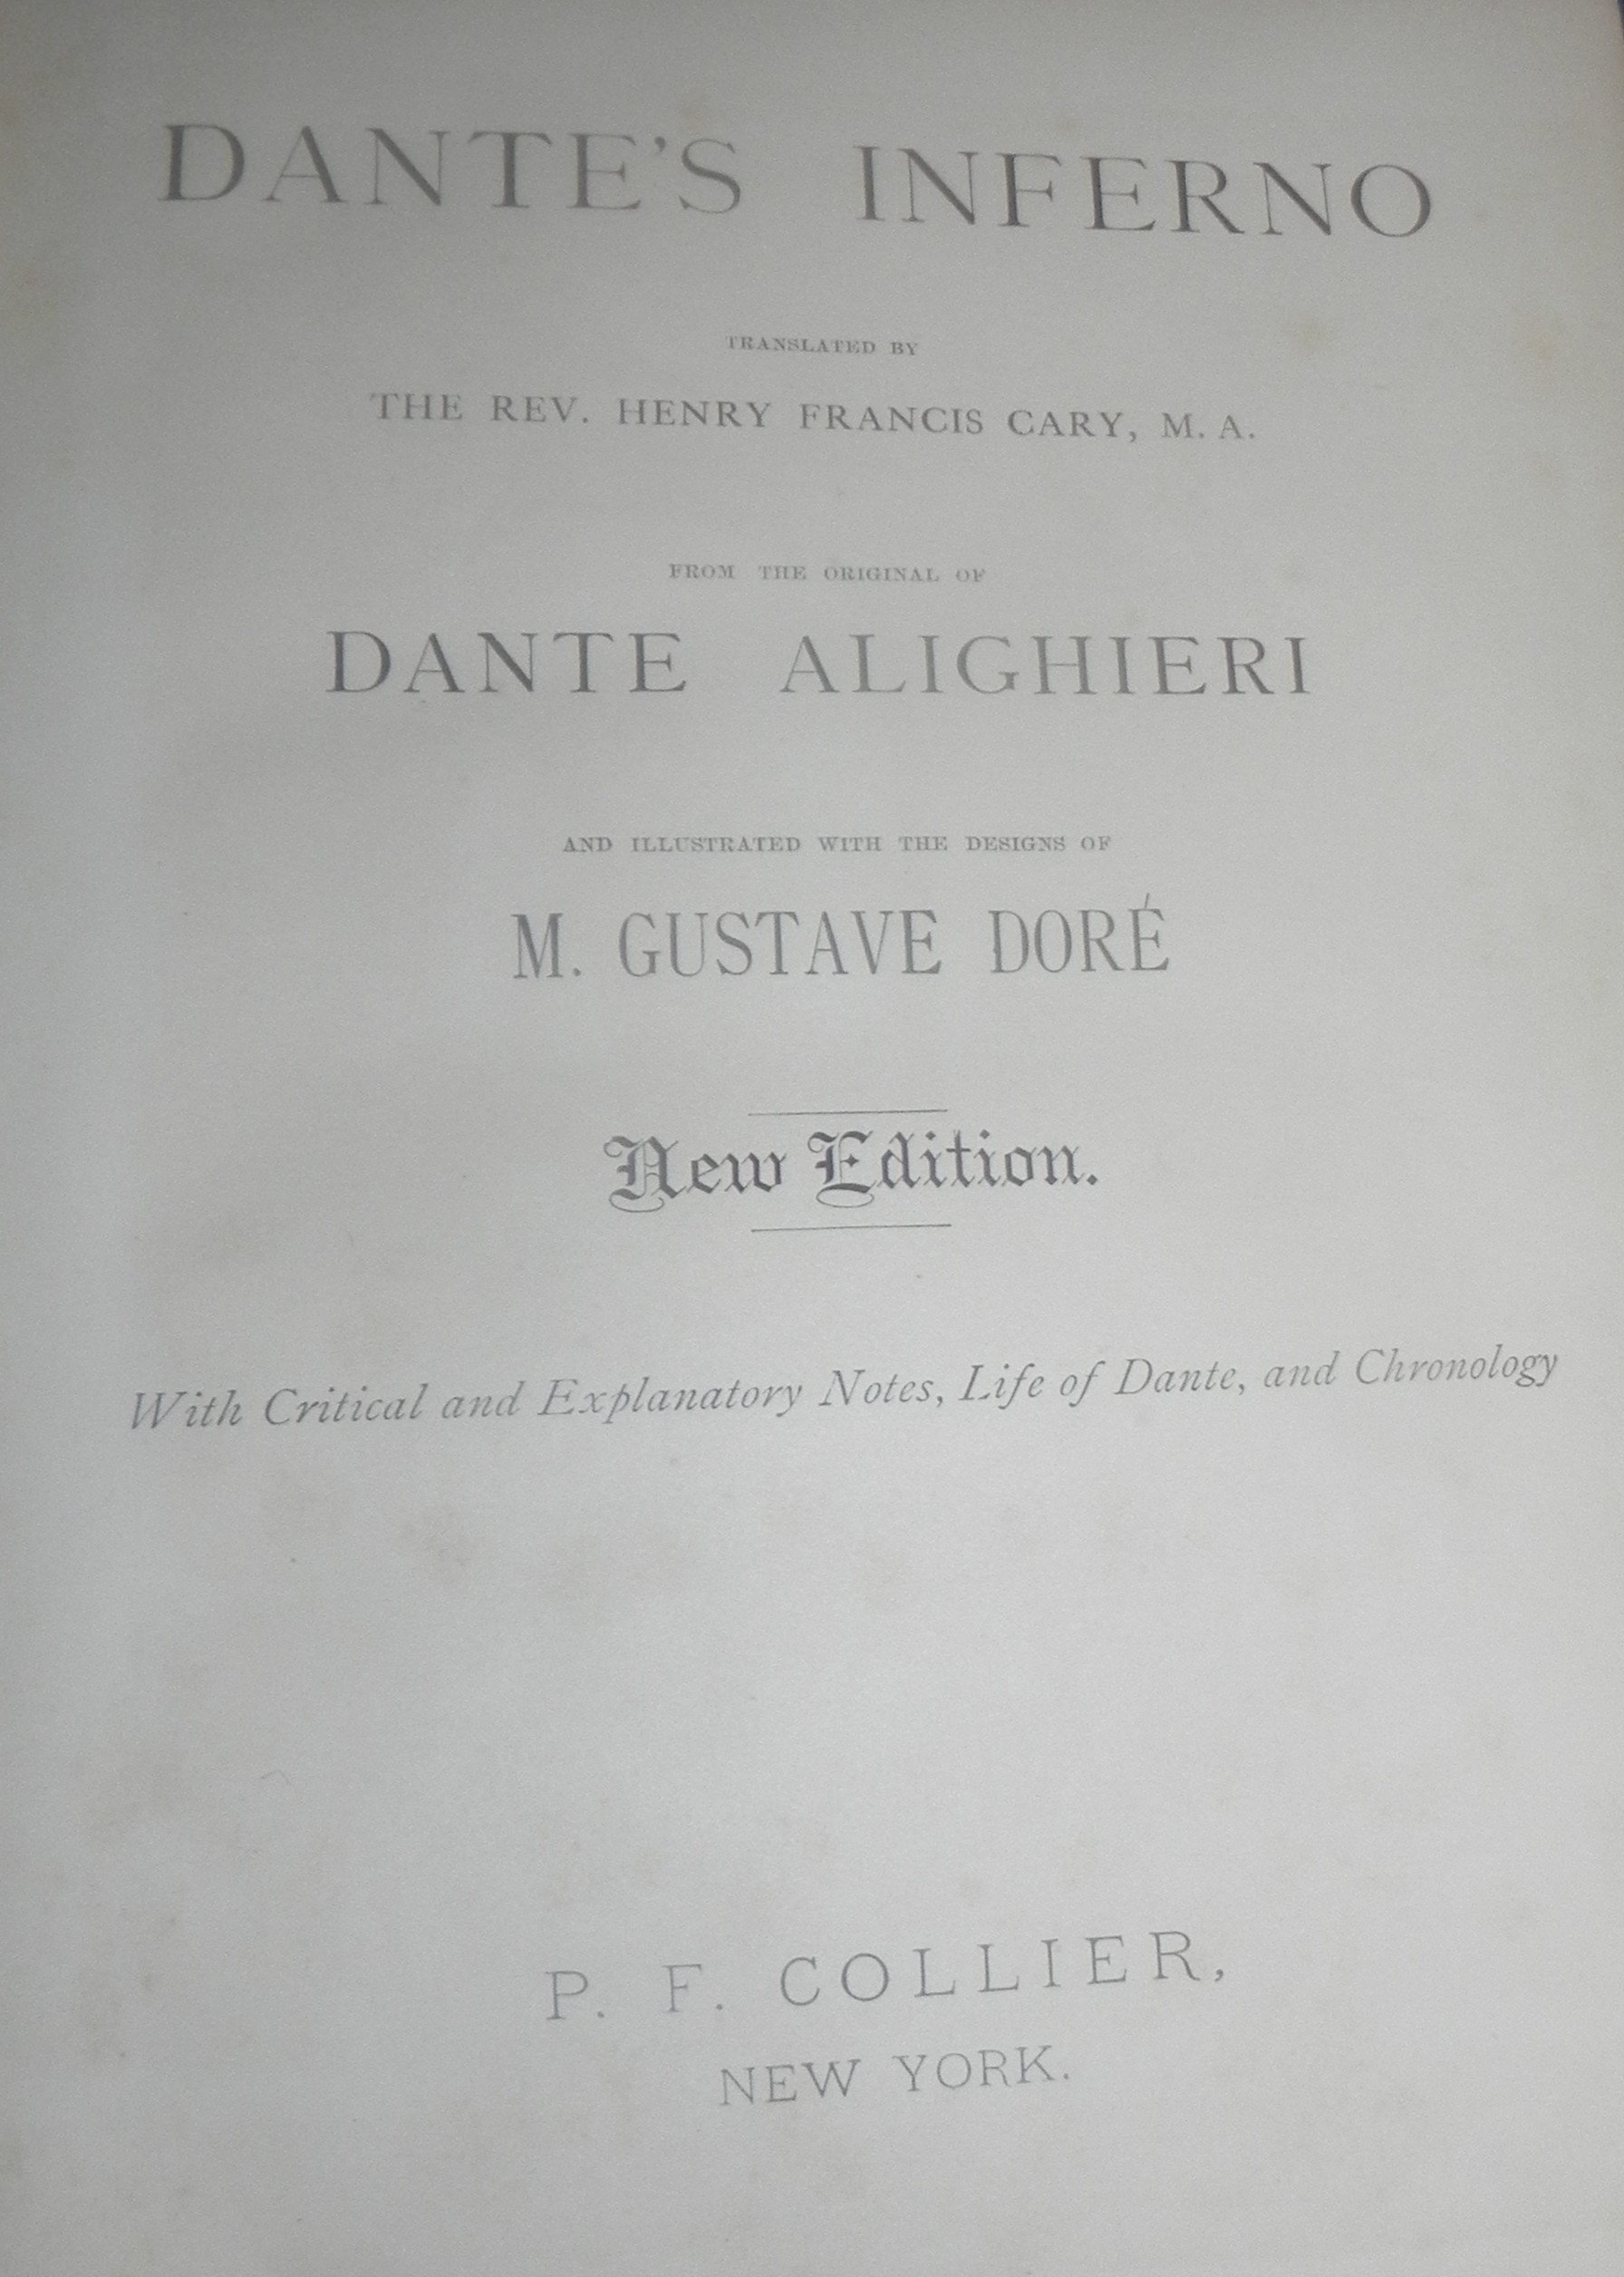 DANTE'S INFERNO
TRANSLATED BY
THE REV. HENRY FRANCIS CARY, M. A.
FROM THE ORIGINAL OF
DANTE ALIGHIERI
AND ILLUSTRATED WITH THE DESIGNS OF
M. GUSTAVE DORÉ
New Edition.
With Critical and Explanatory Notes, Life of Dante, and Chronology
P. F. COLLIER,
NEW YORK.